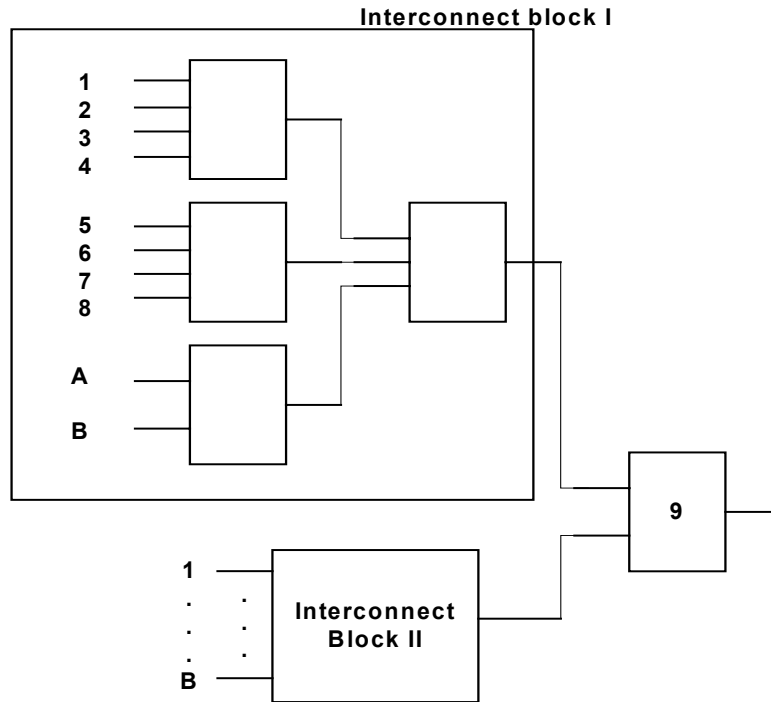 Interconnect block I
1
2
3
4
5
6
7
8
A
B
9
1
Interconnect
Block II
.
.
.
.
.
.
B